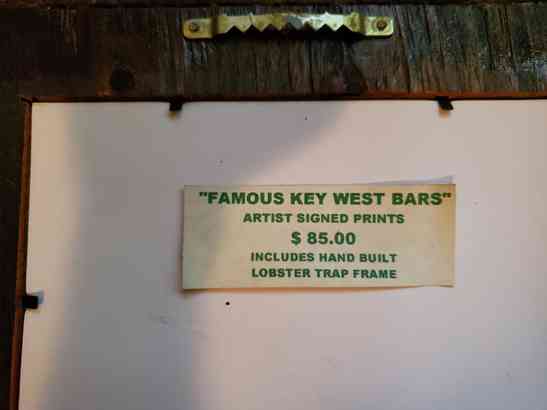 "FAMOUS KEY WEST BARS"
ARTIST SIGNED PRINTS
$ 85.00
INCLUDES HAND BUILT
LOBSTER TRAP FRAME